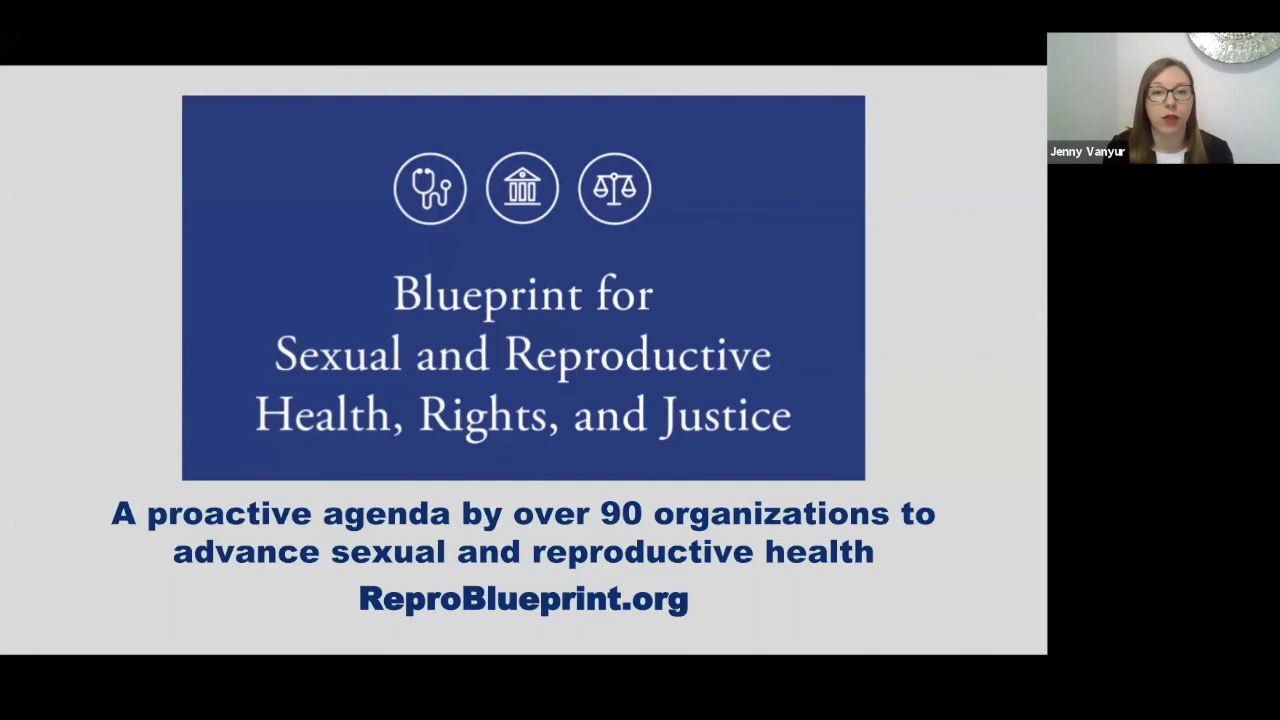 Blueprint for
Sexual and Reproductive
Health, Rights, and Justice
A proactive agenda by over 90 organizations to
advance sexual and reproductive health
ReproBlueprint.org
Jenny Vanyur